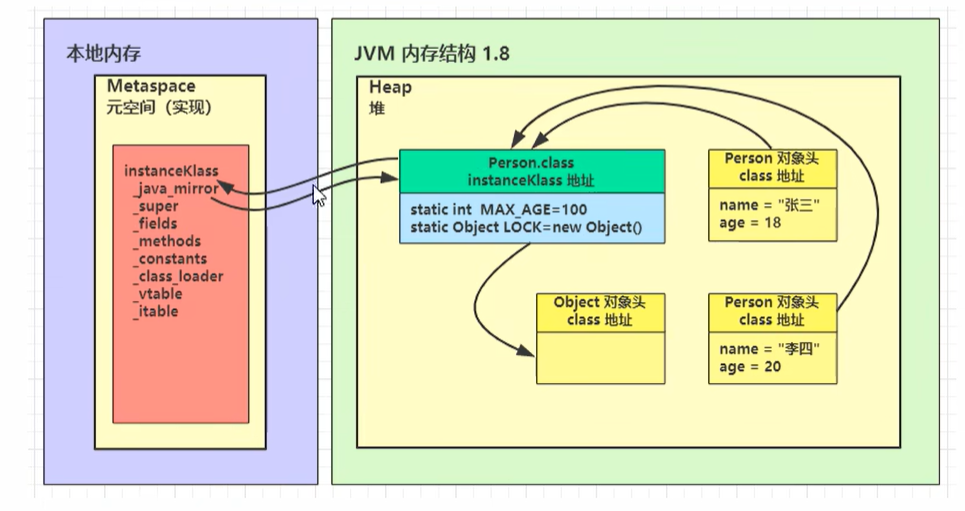 本地内存
Metaspace
元空间（实现）
instanceKlass
_java_mirror
_super
_fields
_methods
_constants
_class_loader
_vtable
_itable
JVM 内存结构 1.8
Heap
堆
Person.class
instanceKlass 地址
static int  MAX_AGE=100
static Object LOCK=new Object()
Person 对象头
class 地址
name = "张三"
age = 18
Object 对象头
class 地址
Person 对象头
class 地址
name = "李四"
age = 20